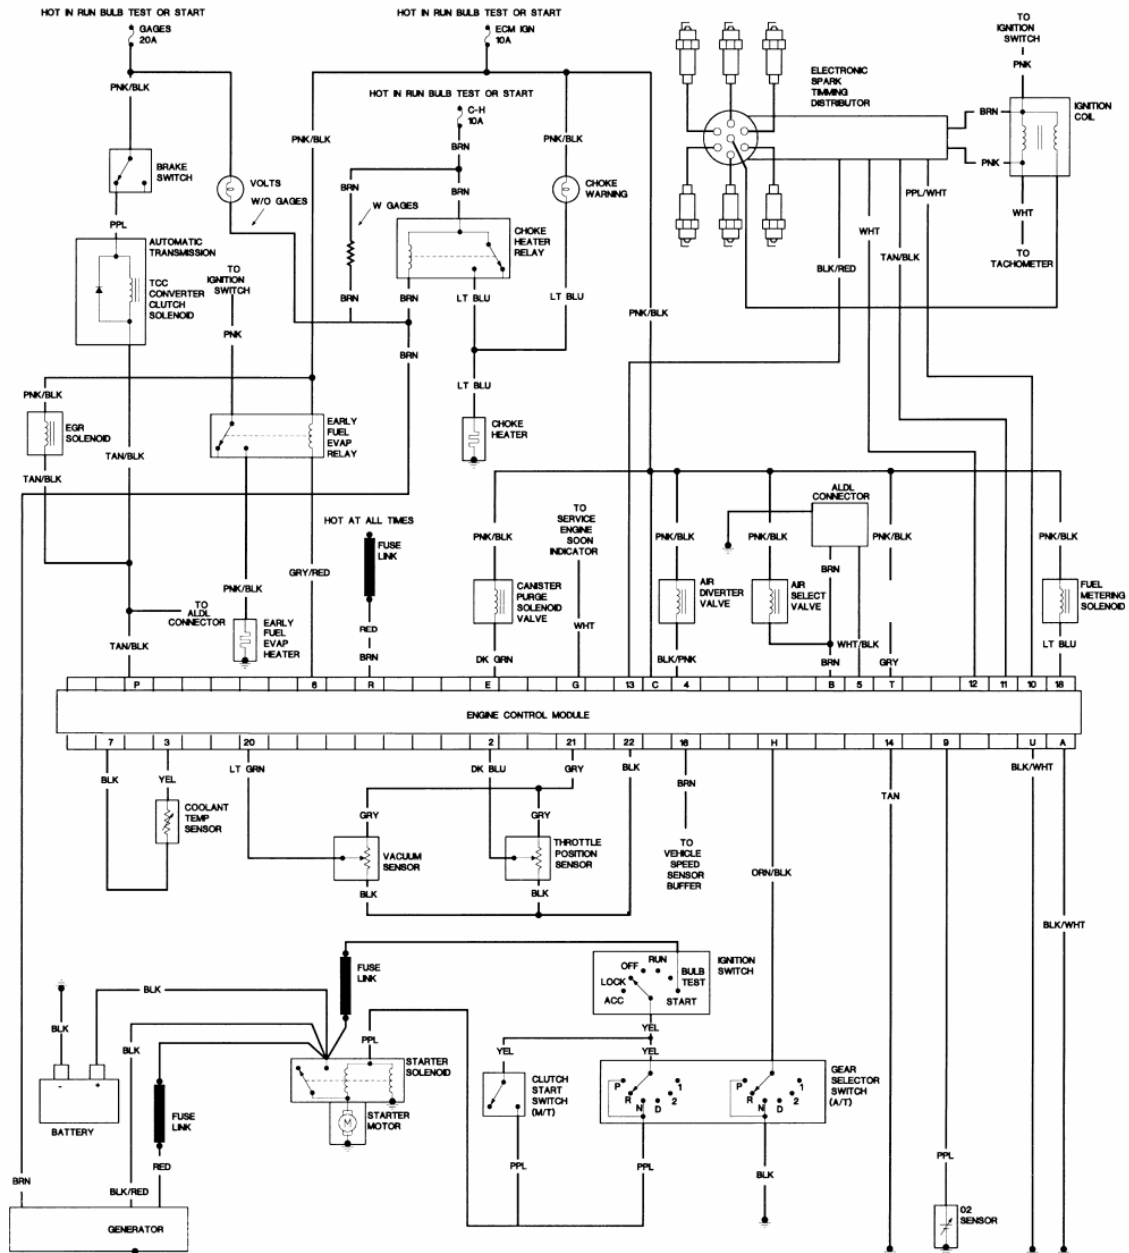 HOT IN RUN BULB TEST OR START
GAGES
20A
PNK/BLK
BRAKE
SWITCH
PPL
AUTOMATIC
TRANSMISSION
TCC
CONVERTER
CLUTCH
SOLENOID
VOLTS
W/O GAGES
TO
IGNITION
SWITCH
PNK
PNK/BLK
EGR
SOLENOID
TAN/BLK
TAN/BLK
EARLY
FUEL
EVAP
RELAY
HOT IN RUN BULB TEST OR START
ECM IGN
10A
PNK/BLK
HOT IN RUN BULB TEST OR START
C-H
10A
BRN
BRN
BRN
W GAGES
BRN
BRN
BRN
CHOKE
HEATER
RELAY
LT BLU
LT BLU
LT BLU
PNK/BLK
CHOKE
WARNING
CHOKE
HEATER
PNK/BLK
ELECTRONIC
SPARK
TIMING
DISTRIBUTOR
TO
IGNITION
SWITCH
PNK
IGNITION
COIL
BRN
PNK
WHT
TO
TACHOMETER
BLK/RED
WHT
TAN/BLK
PPL/WHT
TO
ALDL
CONNECTOR
TAN/BLK
PNK/BLK
EARLY
FUEL
EVAP
HEATER
GRY/RED
HOT AT ALL TIMES
FUSE
LINK
RED
BRN
PNK/BLK
CANISTER
PURGE
SOLENOID
VALVE
DK GRN
TO
SERVICE
ENGINE
SOON
INDICATOR
WHT
PNK/BLK
AIR
DIVERTER
VALVE
BLK/PNK
PNK/BLK
AIR
SELECT
VALVE
ALDL
CONNECTOR
BRN
BRN
WHT/BLK
PNK/BLK
GRY
PNK/BLK
FUEL
METERING
SOLENOID
LT BLU
P 6 R E G 13 C 4 B 5 T 12 11 10 18
ENGINE CONTROL MODULE
7 3 20 2 21 22 16 H 14 9 U A
BLK
YEL
COOLANT
TEMP
SENSOR
LT GRN
GRY
VACUUM
SENSOR
BLK
DK BLU
GRY
GRY
THROTTLE
POSITION
SENSOR
BLK
BLK
BRN
TO
VEHICLE
SPEED
SENSOR
BUFFER
ORN/BLK
TAN
BLK/WHT
BLK/WHT
FUSE
LINK
OFF
RUN
LOCK
BULB
TEST
ACC
START
IGNITION
SWITCH
BLK
BLK
BLK
PPL
- +
BATTERY
FUSE
LINK
RED
STARTER
SOLENOID
M
STARTER
MOTOR
YEL
YEL
YEL
CLUTCH
START
SWITCH
(M/T)
P R N D 2 1
P R N D 2 1
GEAR
SELECTOR
SWITCH
(A/T)
PPL
PPL
BLK
PPL
O2
SENSOR
BRN
BLK/RED
GENERATOR